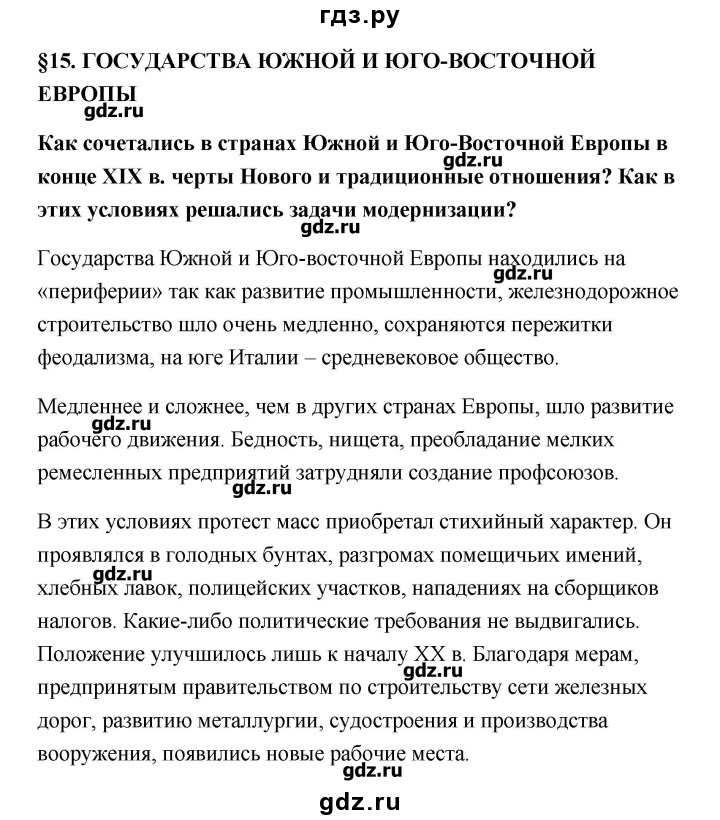 гдз.ру
§15. ГОСУДАРСТВА ЮЖНОЙ И ЮГО-ВОСТОЧНОЙ
ЕВРОПЫ
gdz.ru
Как сочетались в странах Южной и Юго-Восточной Европы в
gdz.ru
конце XIX в. черты Нового и традиционные отношения? Как в
этих условиях решались задачи модернизации?
gdz.ru
Государства Южной и Юго-восточной Европы находились на
gdz.ru
«периферии» так как развитие промышленности, железнодорожное
строительство шло очень медленно, сохраняются пережитки
феодализма, на юге Италии – средневековое общество.
Медленнее и сложнее, чем в других странах Европы, шло развитие
gdz.ru
рабочего движения. Бедность, нищета, преобладание мелких
ремесленных предприятий затрудняли создание профсоюзов.
gdz.ru
В этих условиях протест масс приобретал стихийный характер. Он
проявлялся в голодных бунтах, разгромах помещичьих имений,
gdz.ru
хлебных лавок, полицейских участков, нападениях на сборщиков
налогов. Какие-либо политические требования не выдвигались.
Положение улучшилось лишь к началу XX в. Благодаря мерам,
gdz.ru
предпринятым правительством по строительству сети железных
дорог, развитию металлургии, судостроения и производства
вооружения, появились новые рабочие места.
gdz.ru
gdz.ru